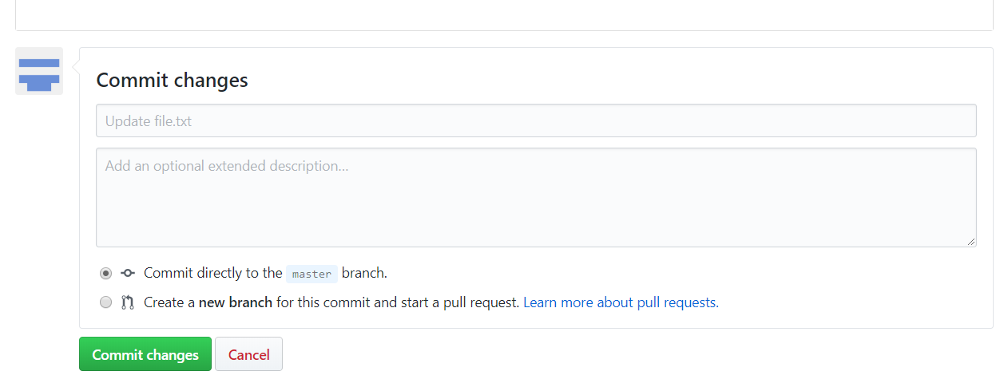 Commit changes
Update file.txt
Add an optional extended description...
Commit directly to the master branch.
Create a new branch for this commit and start a pull request. Learn more about pull requests.
Commit changes Cancel